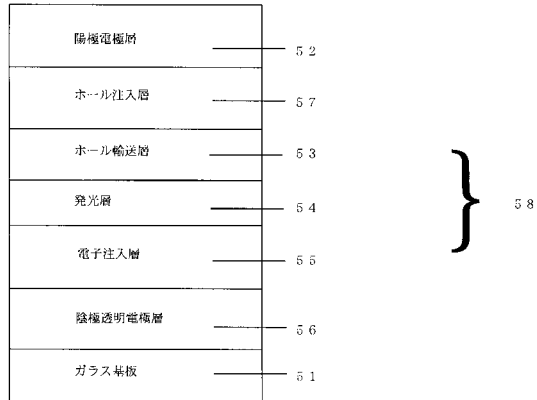 陽極電極層 52
ホール注入層 57
ホール輸送層 53
発光層 54
電子注入層 55
陰極透明電極層 56
ガラス基板 51
} 58